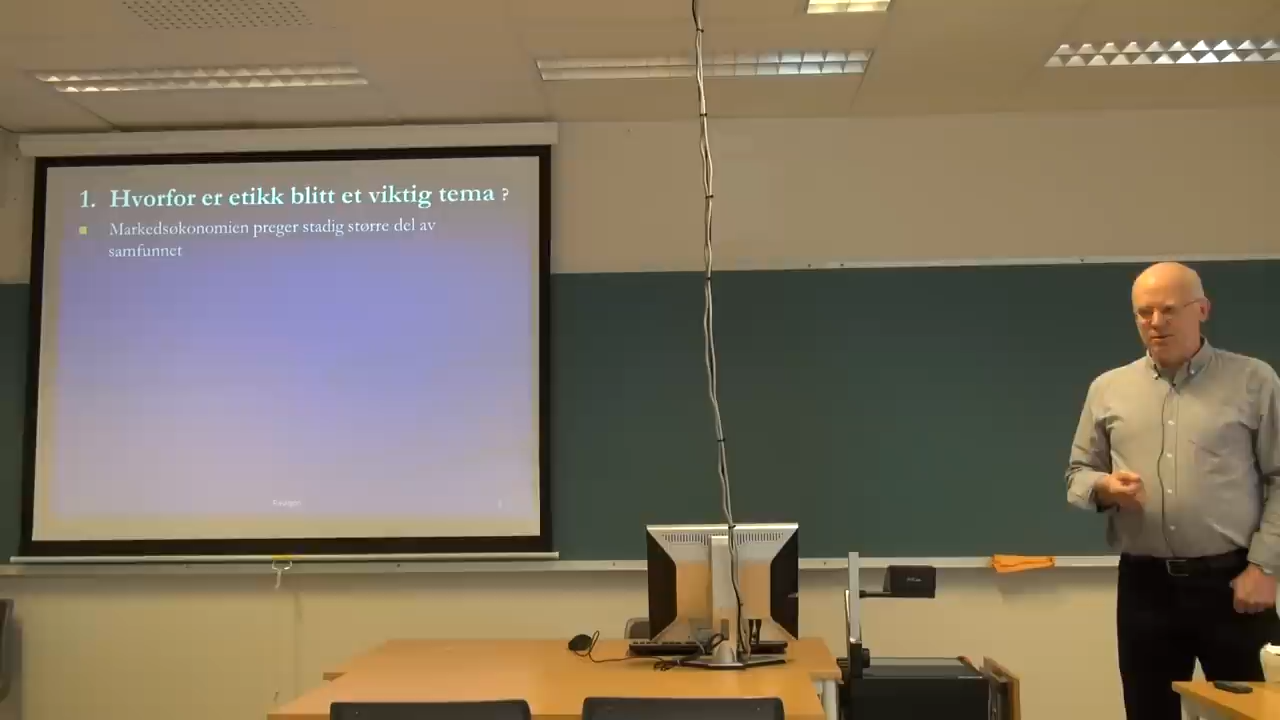 1. Hvorfor er etikk blitt et viktig tema ?
Markedsøkonomien preger stadig større del av
samfunnet